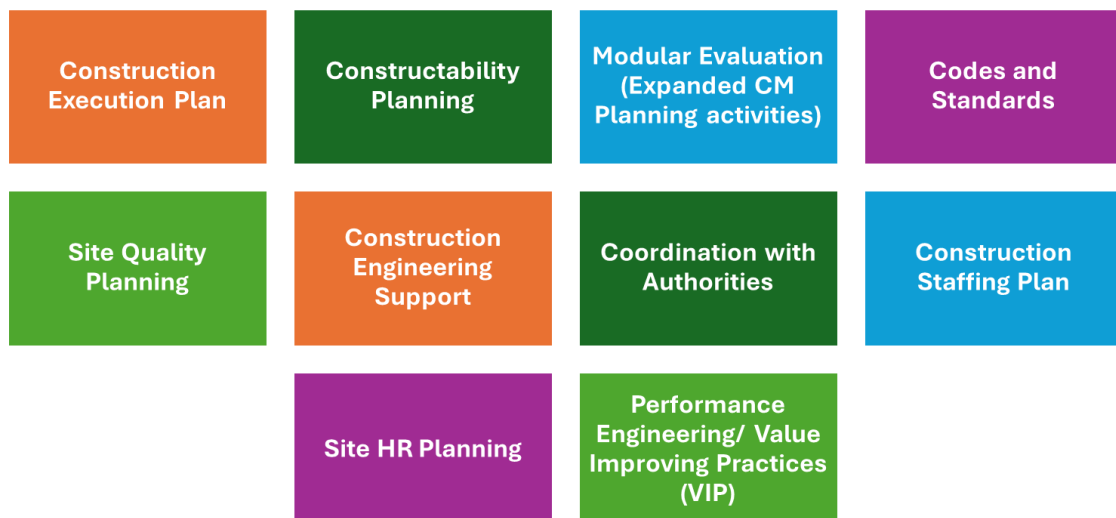 Construction
Execution Plan
Constructability
Planning
Modular Evaluation
(Expanded CM
Planning activities)
Codes and
Standards
Site Quality
Planning
Construction
Engineering
Support
Coordination with
Authorities
Construction
Staffing Plan
Site HR Planning
Performance
Engineering/ Value
Improving Practices
(VIP)